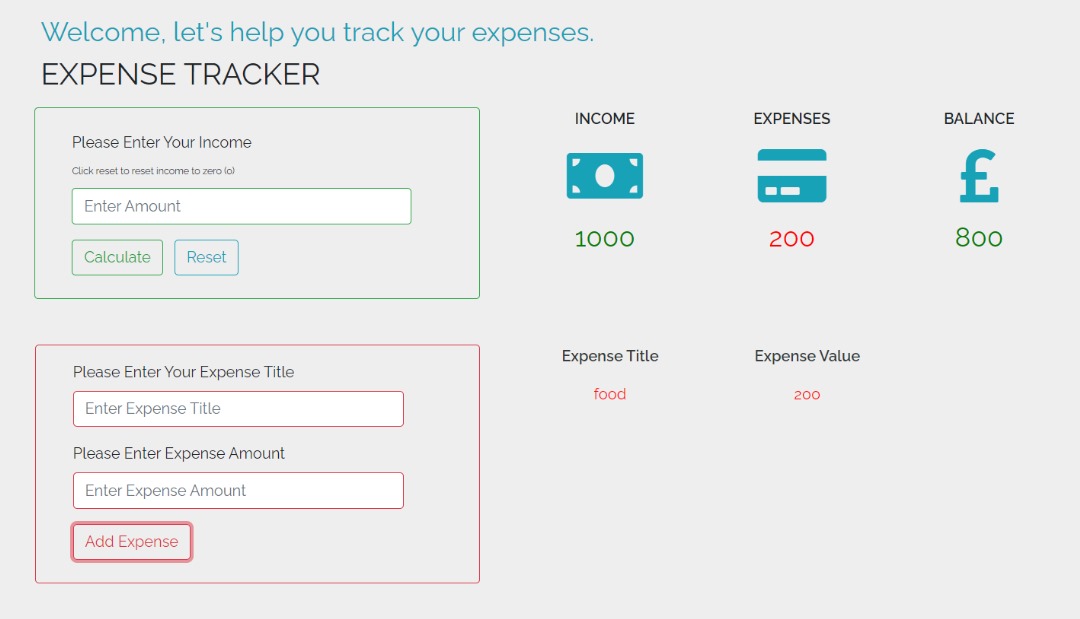 Welcome, let's help you track your expenses.
EXPENSE TRACKER
Please Enter Your Income
Click reset to reset income to zero (0)
Enter Amount
Calculate
Reset
INCOME
EXPENSES
BALANCE
£
1000
200
800
Please Enter Your Expense Title
Enter Expense Title
Please Enter Expense Amount
Enter Expense Amount
Add Expense
Expense Title
Expense Value
food
200